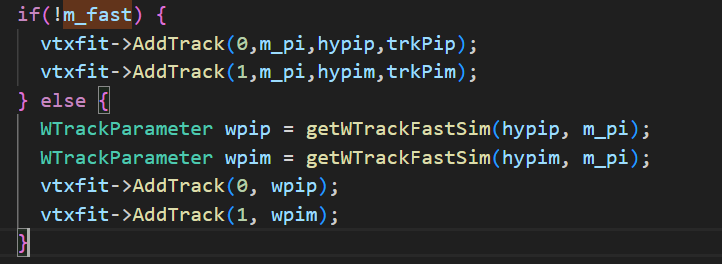 if(!m_fast) {
  vtxfit->AddTrack(0,m_pi,hypip,trkPip);
  vtxfit->AddTrack(1,m_pi,hypim,trkPim);
} else {
  WTrackParameter wpip = getWTrackFastSim(hypip, m_pi);
  WTrackParameter wpim = getWTrackFastSim(hypim, m_pi);
  vtxfit->AddTrack(0, wpip);
  vtxfit->AddTrack(1, wpim);
}